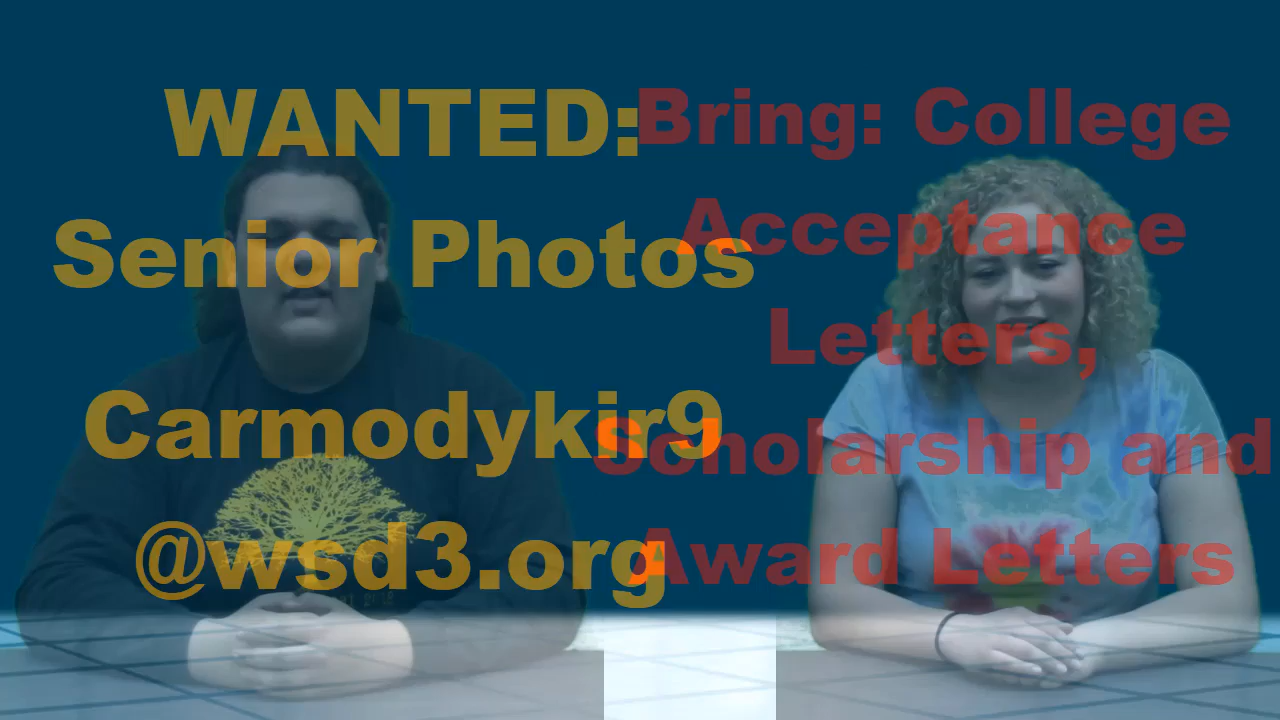 WANTED:
Senior Photos
Carmodykir9
@wsd3.org
Bring: College
Acceptance
Letters,
Scholarship and
Award Letters